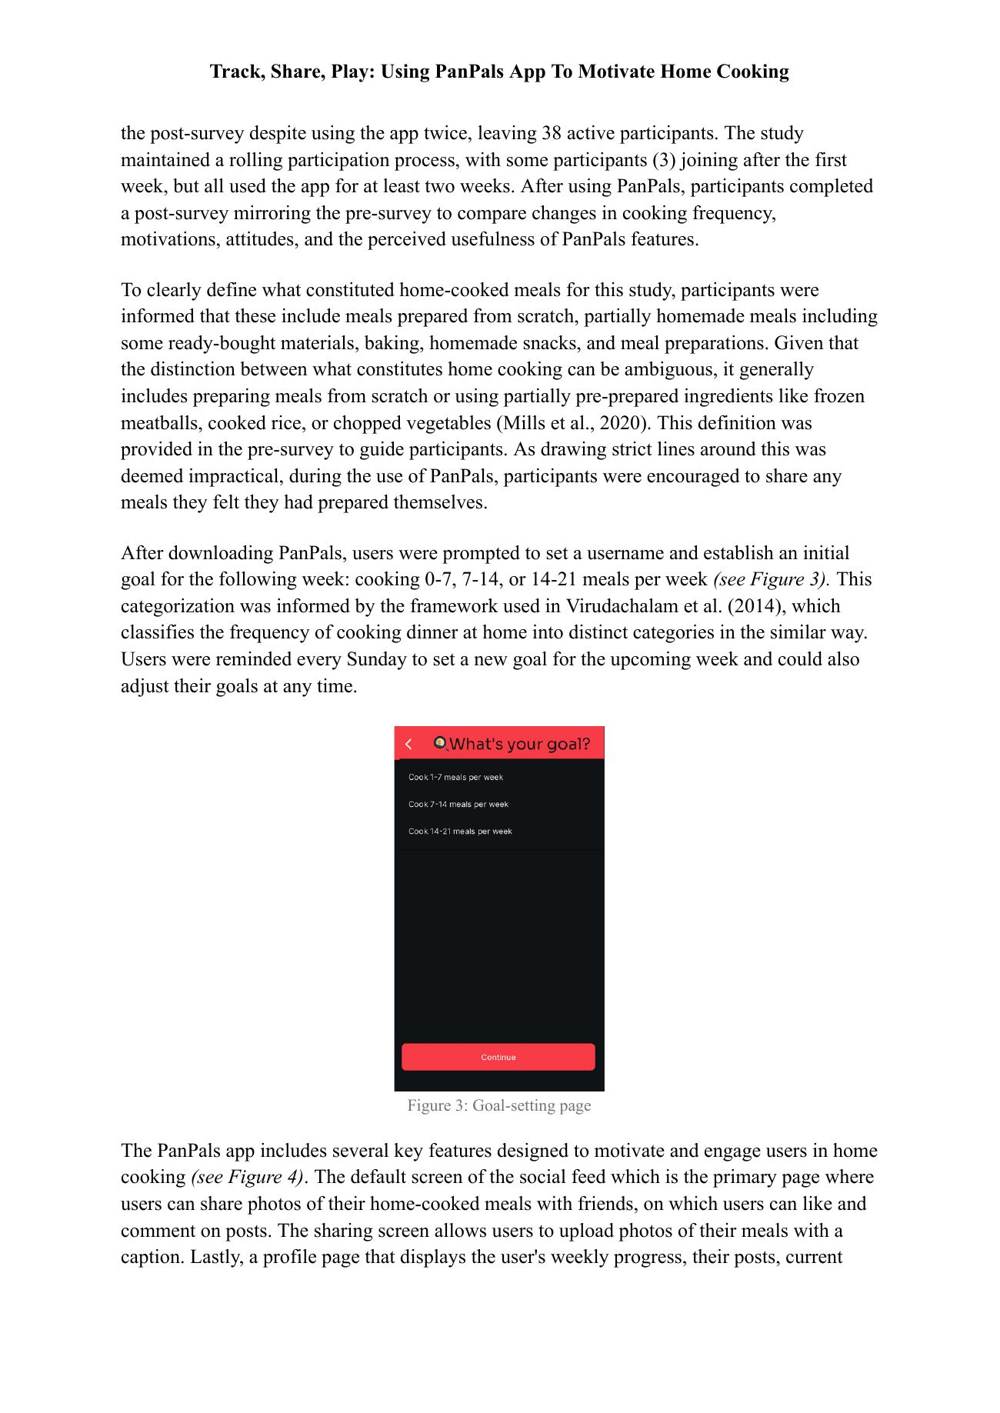 Track, Share, Play: Using PanPals App To Motivate Home Cooking
the post-survey despite using the app twice, leaving 38 active participants. The study
maintained a rolling participation process, with some participants (3) joining after the first
week, but all used the app for at least two weeks. After using PanPals, participants completed
a post-survey mirroring the pre-survey to compare changes in cooking frequency,
motivations, attitudes, and the perceived usefulness of PanPals features.
To clearly define what constituted home-cooked meals for this study, participants were
informed that these include meals prepared from scratch, partially homemade meals including
some ready-bought materials, baking, homemade snacks, and meal preparations. Given that
the distinction between what constitutes home cooking can be ambiguous, it generally
includes preparing meals from scratch or using partially pre-prepared ingredients like frozen
meatballs, cooked rice, or chopped vegetables (Mills et al., 2020). This definition was
provided in the pre-survey to guide participants. As drawing strict lines around this was
deemed impractical, during the use of PanPals, participants were encouraged to share any
meals they felt they had prepared themselves.
After downloading PanPals, users were prompted to set a username and establish an initial
goal for the following week: cooking 0-7, 7-14, or 14-21 meals per week (see Figure 3). This
categorization was informed by the framework used in Virudachalam et al. (2014), which
classifies the frequency of cooking dinner at home into distinct categories in the similar way.
Users were reminded every Sunday to set a new goal for the upcoming week and could also
adjust their goals at any time.
What's your goal?
Cook 1-7 meals per week
Cook 7-14 meals per week
Cook 14-21 meals per week
Continue
Figure 3: Goal-setting page
The PanPals app includes several key features designed to motivate and engage users in home
cooking (see Figure 4). The default screen of the social feed which is the primary page where
users can share photos of their home-cooked meals with friends, on which users can like and
comment on posts. The sharing screen allows users to upload photos of their meals with a
caption. Lastly, a profile page that displays the user's weekly progress, their posts, current